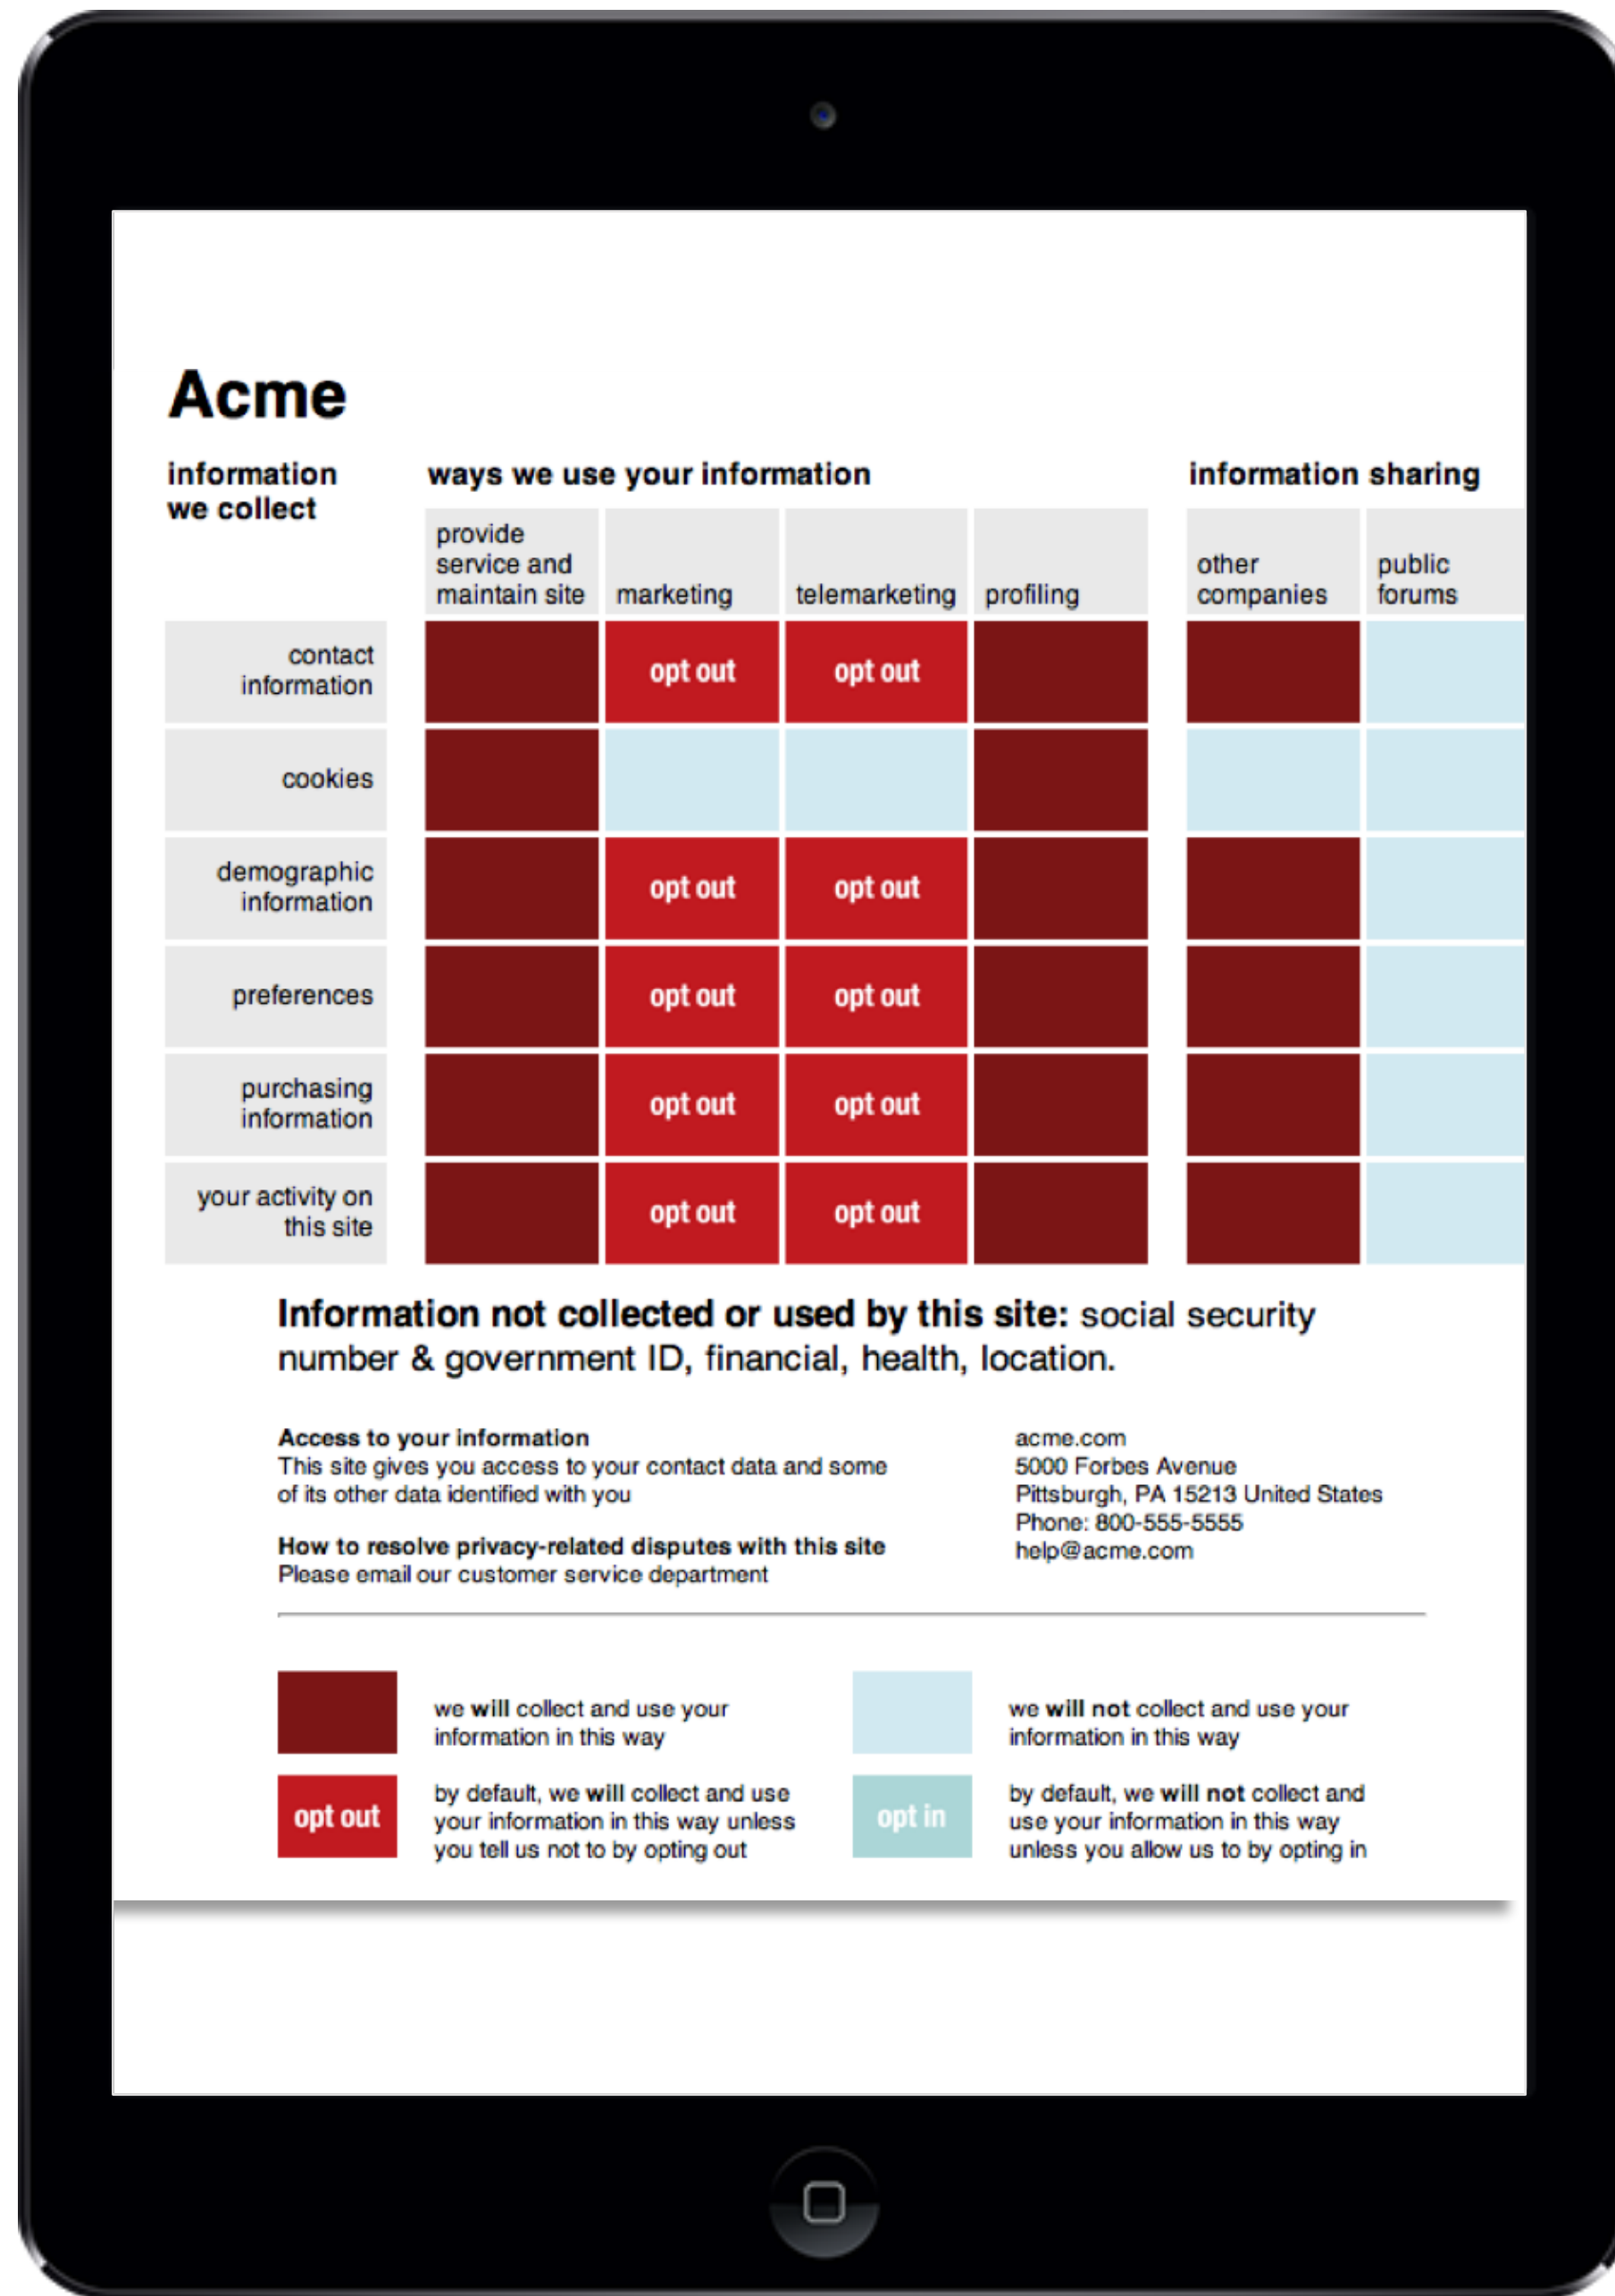 Acme
information
we collect
ways we use your information
information sharing
provide
service and
maintain site
marketing
telemarketing
profiling
other
companies
public
forums
contact
information
opt out
opt out
cookies
demographic
information
opt out
opt out
preferences
opt out
opt out
purchasing
information
opt out
opt out
your activity on
this site
opt out
opt out
Information not collected or used by this site: social security
number & government ID, financial, health, location.
Access to your information
This site gives you access to your contact data and some
of its other data identified with you
How to resolve privacy-related disputes with this site
Please email our customer service department
acme.com
5000 Forbes Avenue
Pittsburgh, PA 15213 United States
Phone: 800-555-5555
help@acme.com
we will collect and use your
information in this way
we will not collect and use your
information in this way
opt out
by default, we will collect and use
your information in this way unless
you tell us not to by opting out
opt in
by default, we will not collect and
use your information in this way
unless you allow us to by opting in